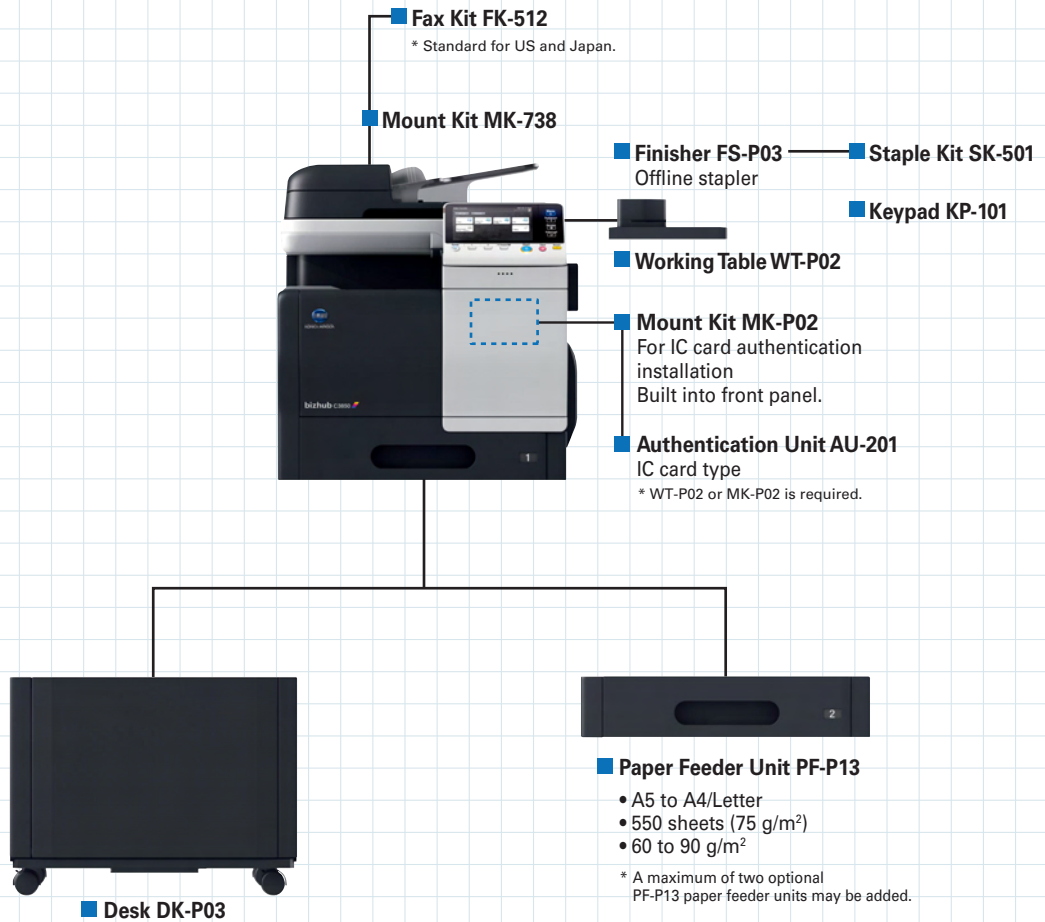 Fax Kit FK-512
* Standard for US and Japan.
Mount Kit MK-738
Finisher FS-P03
Offline stapler
Staple Kit SK-501
Keypad KP-101
Working Table WT-P02
Mount Kit MK-P02
For IC card authentication
installation
Built into front panel.
Authentication Unit AU-201
IC card type
* WT-P02 or MK-P02 is required.
bizhub
1
2
Paper Feeder Unit PF-P13
• A5 to A4/Letter
• 550 sheets (75 g/m²)
• 60 to 90 g/m²
* A maximum of two optional
PF-P13 paper feeder units may be added.
Desk DK-P03